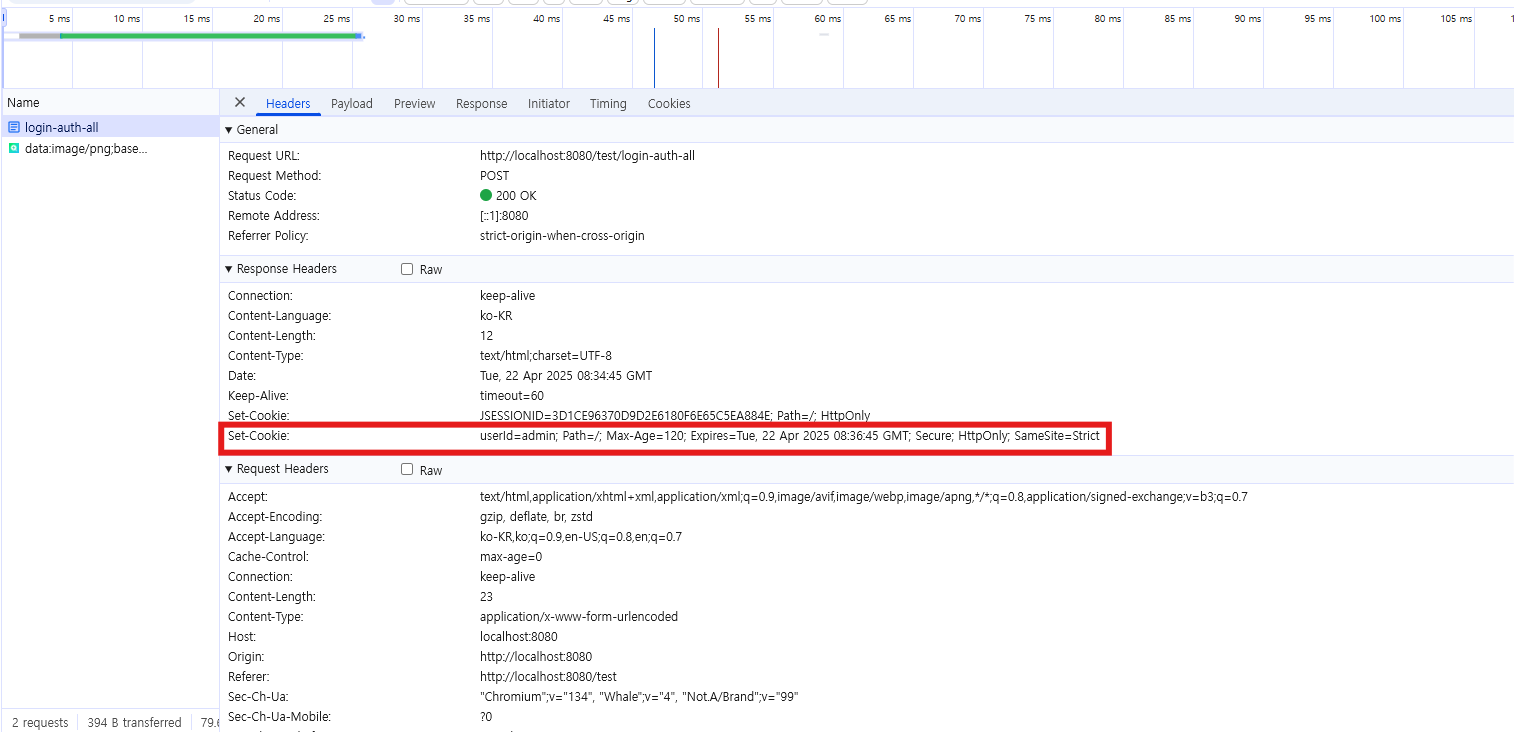 5 ms 10 ms 15 ms 20 ms 25 ms 30 ms 35 ms 40 ms 45 ms 50 ms 55 ms 60 ms 65 ms 70 ms 75 ms 80 ms 85 ms 90 ms 95 ms 100 ms 105 ms
Name
Headers Payload Preview Response Initiator Timing Cookies
login-auth-all
data:image/png;base...
General
Request URL: http://localhost:8080/test/login-auth-all
Request Method: POST
Status Code: 200 OK
Remote Address: [::1]:8080
Referrer Policy: strict-origin-when-cross-origin
Response Headers Raw
Connection: keep-alive
Content-Language: ko-KR
Content-Length: 12
Content-Type: text/html;charset=UTF-8
Date: Tue, 22 Apr 2025 08:34:45 GMT
Keep-Alive: timeout=60
Set-Cookie: JSESSIONID=3D1CE96370D9D2E6180F6E65C5EA884E; Path=/; HttpOnly
Set-Cookie: userId=admin; Path=/; Max-Age=120; Expires=Tue, 22 Apr 2025 08:36:45 GMT; Secure; HttpOnly; SameSite=Strict
Request Headers Raw
Accept: text/html,application/xhtml+xml,application/xml;q=0.9,image/avif,image/webp,image/apng,*/*;q=0.8,application/signed-exchange;v=b3;q=0.7
Accept-Encoding: gzip, deflate, br, zstd
Accept-Language: ko-KR,ko;q=0.9,en-US;q=0.8,en;q=0.7
Cache-Control: max-age=0
Connection: keep-alive
Content-Length: 23
Content-Type: application/x-www-form-urlencoded
Host: localhost:8080
Origin: http://localhost:8080
Referer: http://localhost:8080/test
Sec-Ch-Ua: "Chromium";v="134", "Whale";v="4", "Not.A/Brand";v="99"
Sec-Ch-Ua-Mobile: ?0
2 requests 394 B transferred